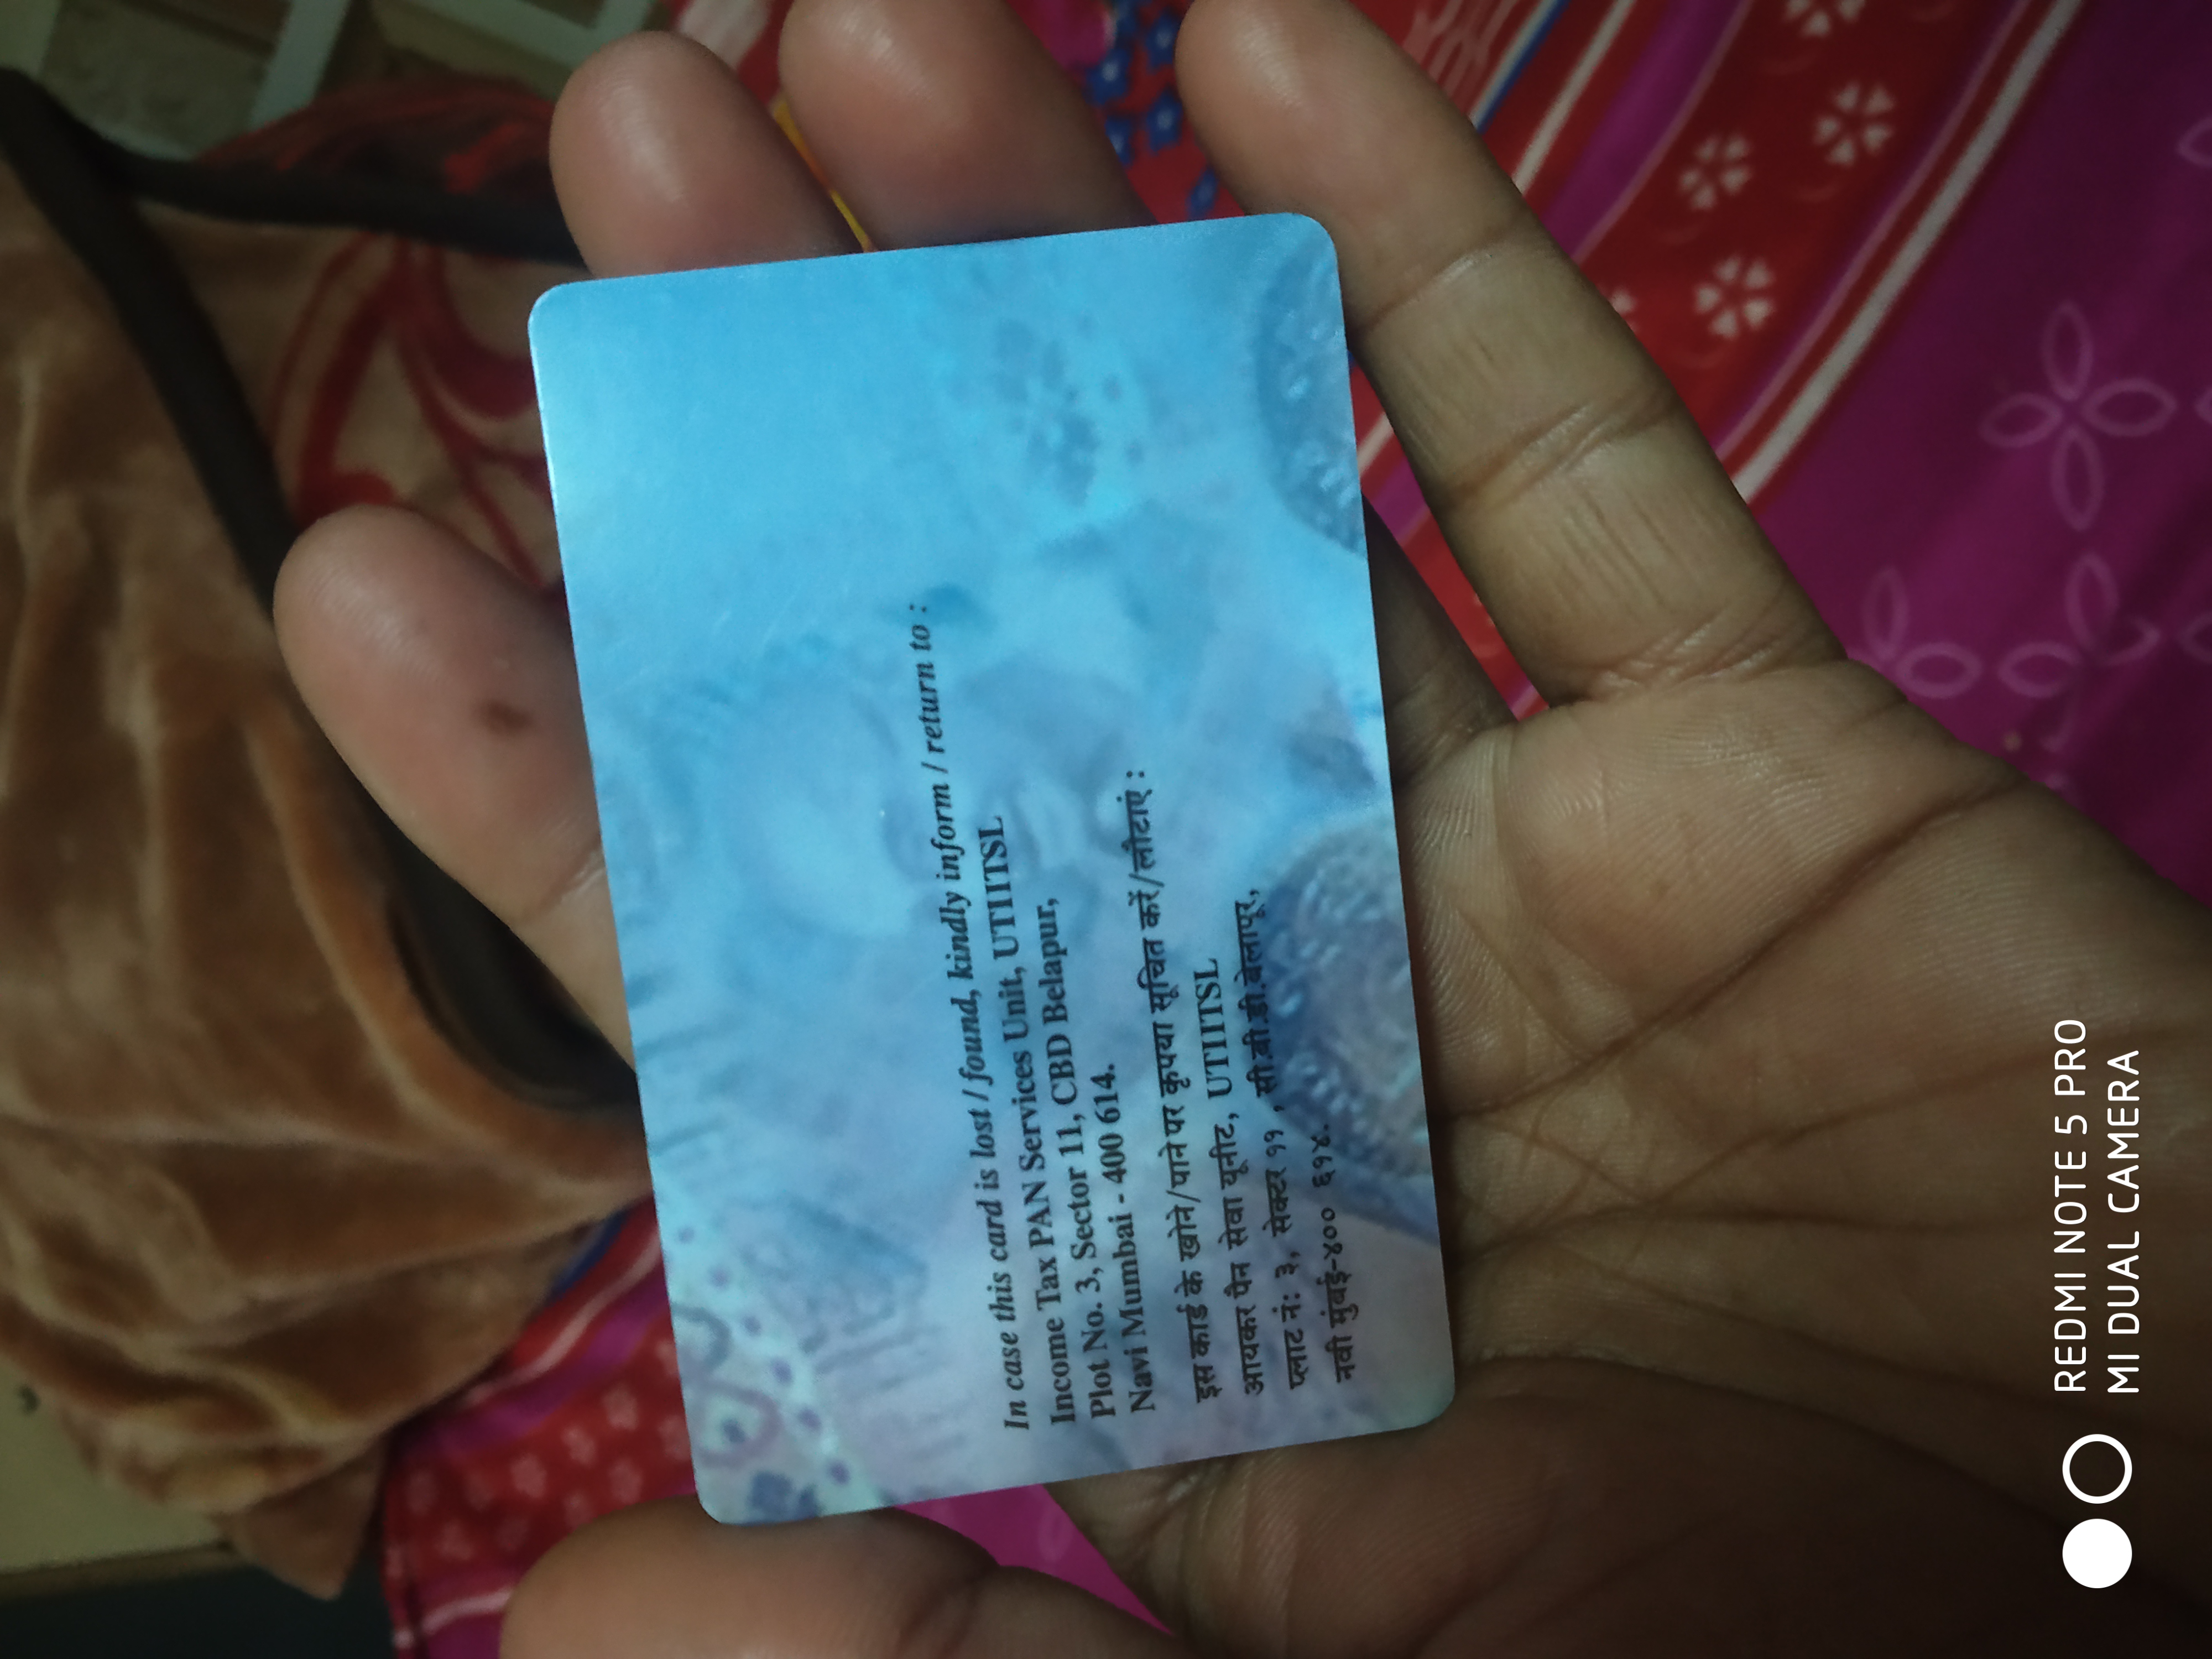 In case this card is lost / found, kindly inform / return to :
Income Tax PAN Services Unit, UTIITSL
Plot No. 3, Sector 11, CBD Belapur,
Navi Mumbai - 400 614.
इस कार्ड के खोने/पाने पर कृपया सूचित करें/लौटाएं :
आयकर पैन सेवा यूनीट, UTIITSL
प्लाट नं: ३, सेक्टर ११ , सी.बी.डी.बेलापूर,
नवी मुंबई-४०० ६१४.
REDMI NOTE 5 PRO
MI DUAL CAMERA